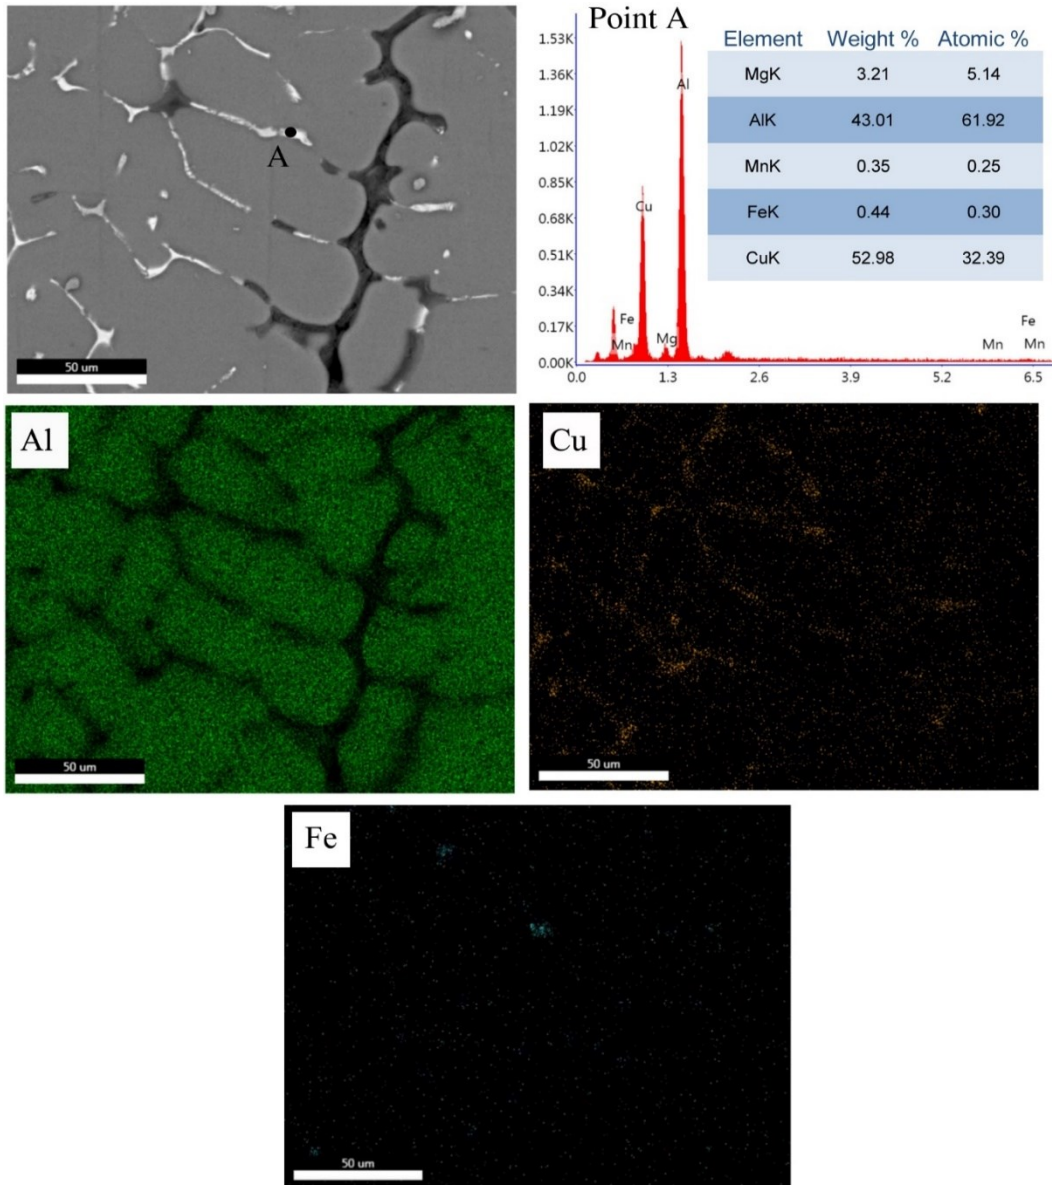 A
50 um
Point A
1.53K
1.36K
1.19K
1.02K
0.85K
0.68K
0.51K
0.34K
0.17K
0.00K
0.0 1.3 2.6 3.9 5.2 6.5
Al
Cu
Fe
Mn
Mg
Fe
Mn
Mn
Element Weight % Atomic %
MgK 3.21 5.14
AlK 43.01 61.92
MnK 0.35 0.25
FeK 0.44 0.30
CuK 52.98 32.39
Al
50 um
Cu
50 um
Fe
50 um